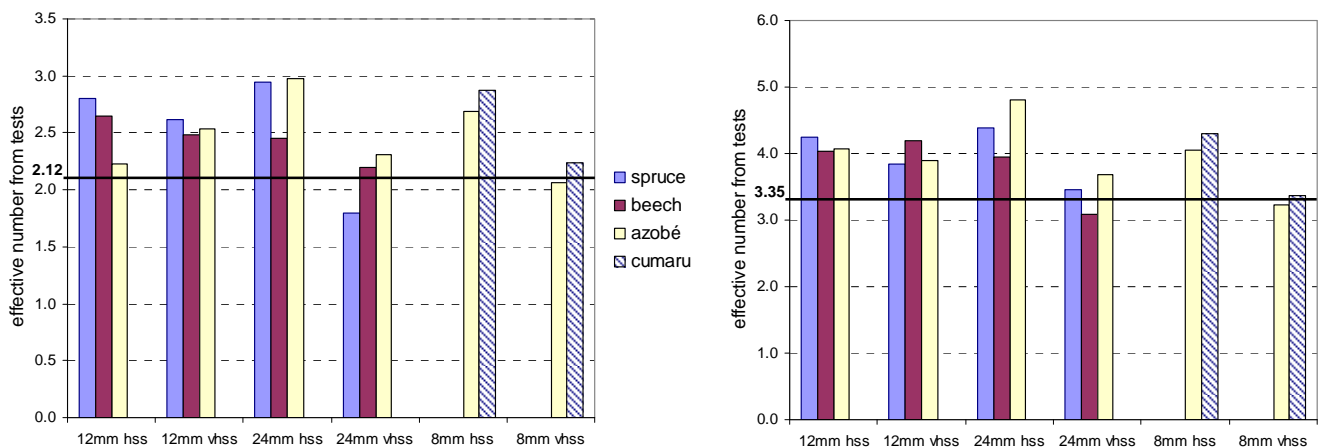 effective number from tests
3.5
3.0
2.5
2.12
2.0
1.5
1.0
0.5
0.0
12mm hss 12mm vhss 24mm hss 24mm vhss 8mm hss 8mm vhss
spruce
beech
azobé
cumaru
effective number from tests
6.0
5.0
4.0
3.35
3.0
2.0
1.0
0.0
12mm hss 12mm vhss 24mm hss 24mm vhss 8mm hss 8mm vhss